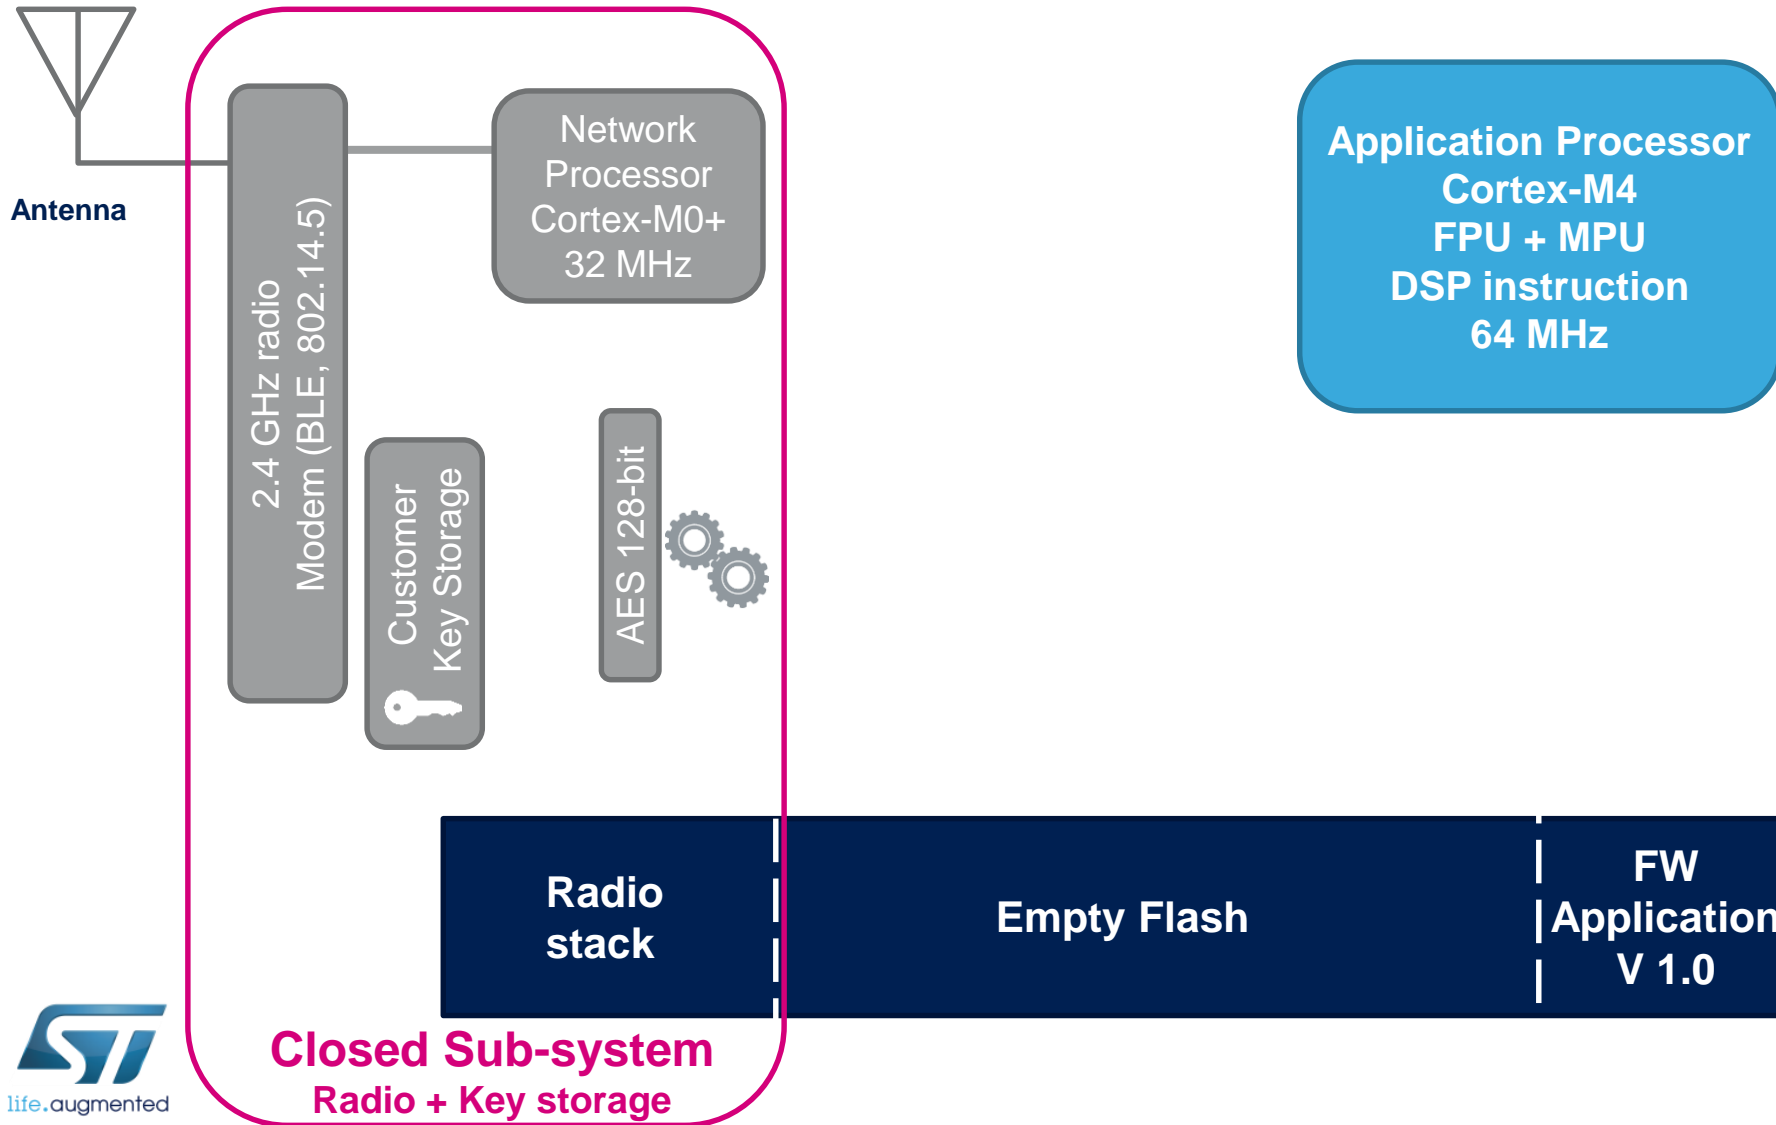 Antenna
2.4 GHz radio
Modem (BLE, 802.14.5)
Network
Processor
Cortex-M0+
32 MHz
Customer
Key Storage
AES 128-bit
Application Processor
Cortex-M4
FPU + MPU
DSP instruction
64 MHz
Radio
stack
Empty Flash
FW
Application
V 1.0
Closed Sub-system
Radio + Key storage
ST
life.augmented